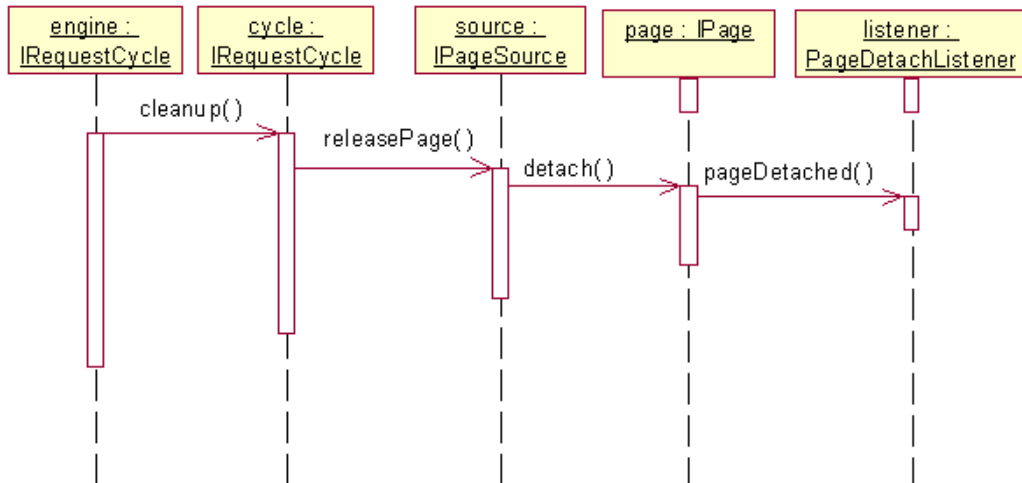 engine :
IRequestCycle
cycle :
IRequestCycle
source :
IPageSource
page : IPage
listener :
PageDetachListener
cleanup()
releasePage()
detach()
pageDetached()